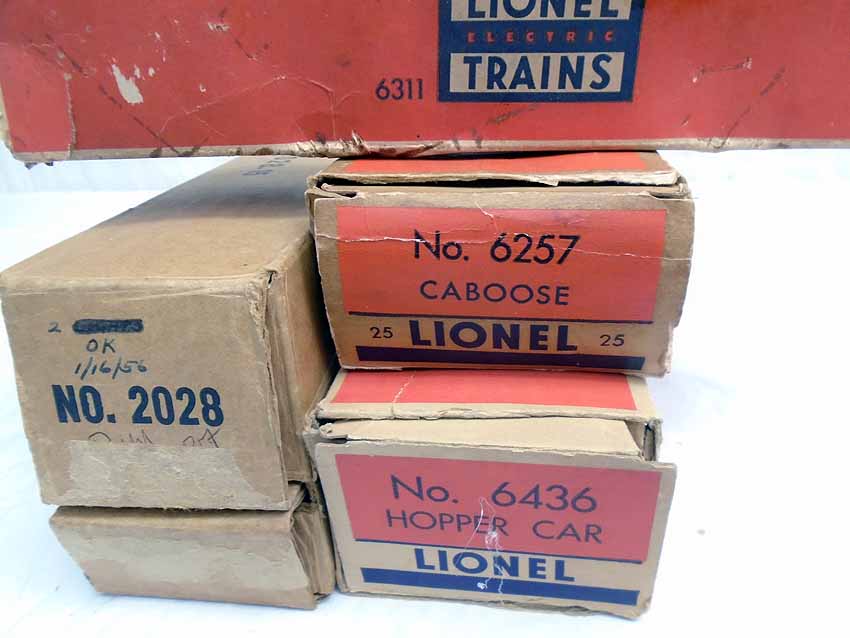 LIONEL
ELECTRIC
TRAINS
6311
No. 6257
CABOOSE
25 LIONEL 25
2
OK
1/16/56
NO. 2028
No. 6436
HOPPER CAR
LIONEL